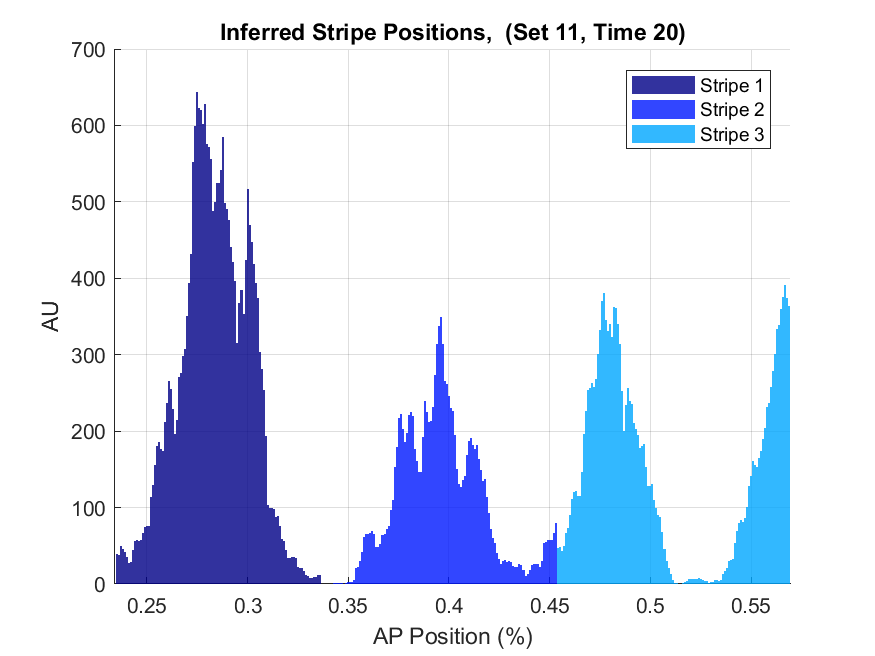 Inferred Stripe Positions,  (Set 11, Time 20)
700
600
500
400
300
200
100
0
AU
Stripe 1
Stripe 2
Stripe 3
0.25 0.3 0.35 0.4 0.45 0.5 0.55
AP Position (%)